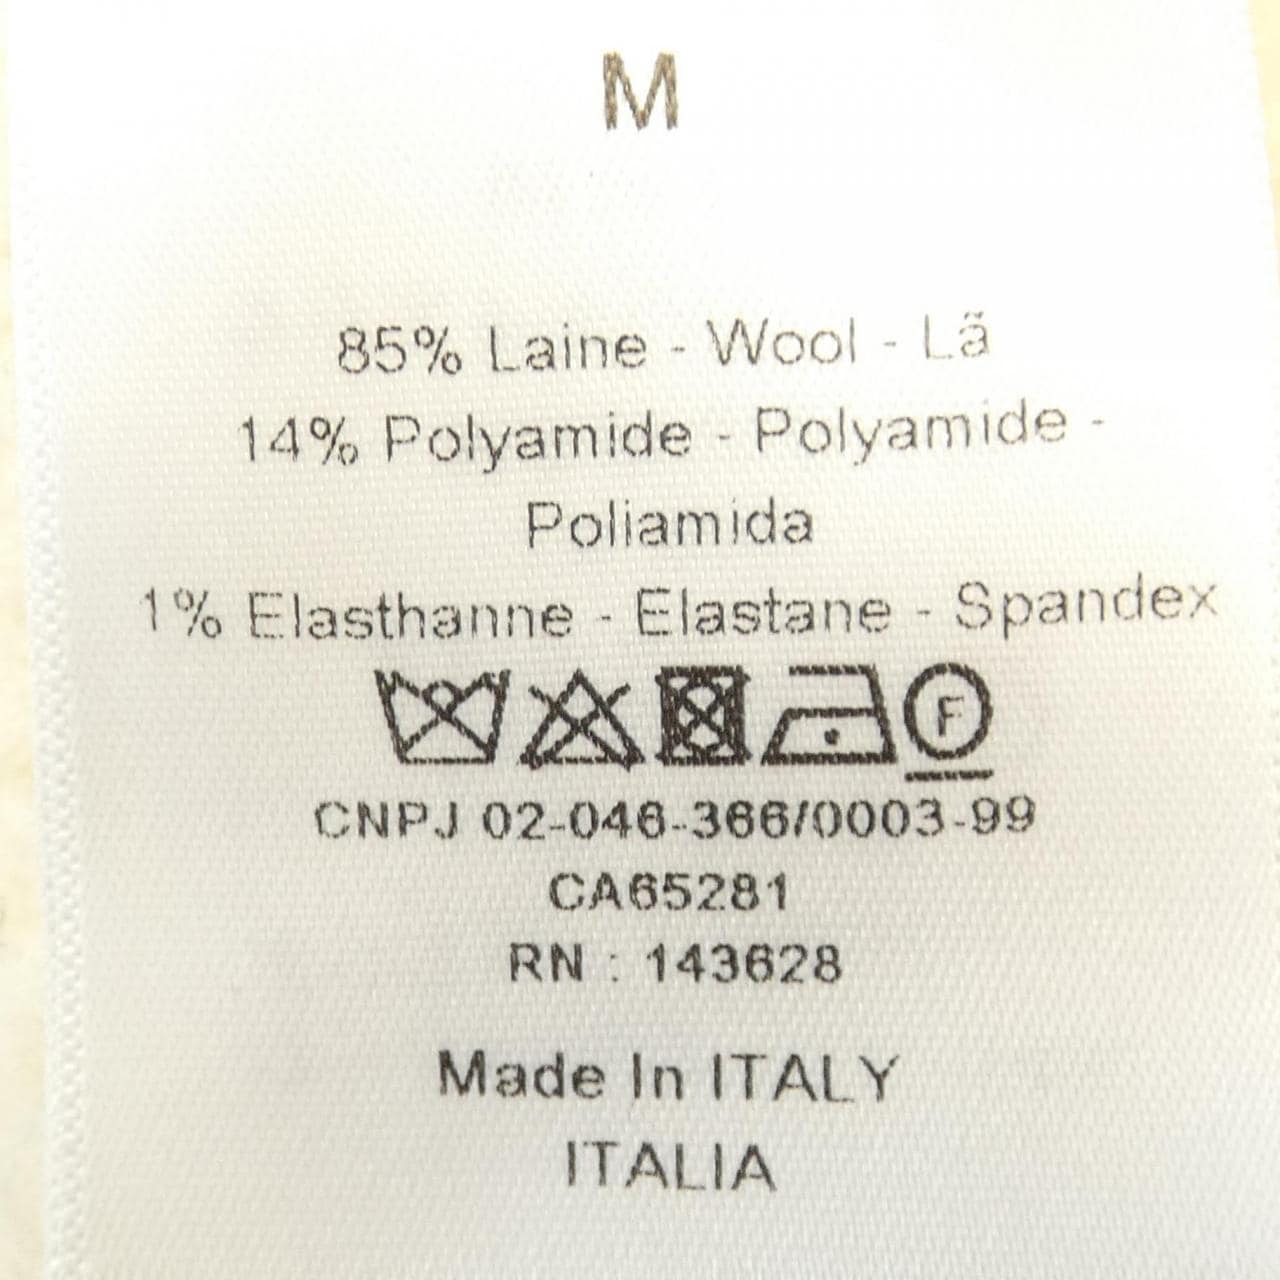 M
85% Laine - Wool - Lã
14% Polyamide - Polyamide -
Poliamida
1% Elasthanne - Elastane - Spandex
F
CNPJ 02-046-366/0003-99
CA65281
RN : 143628
Made In ITALY
ITALIA